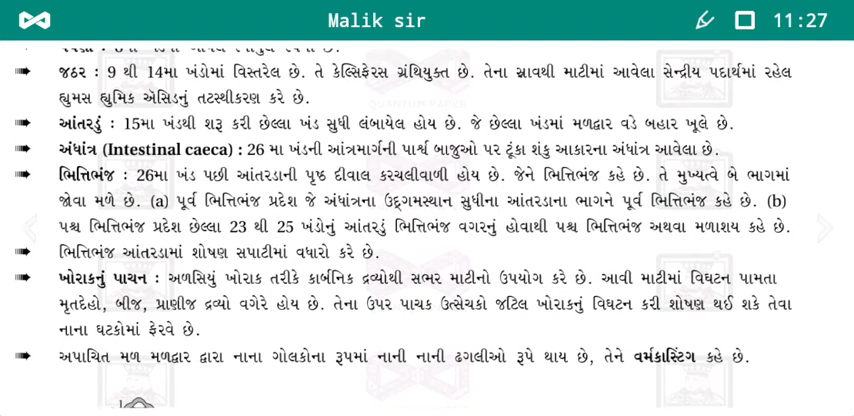 Malik sir
11:27
જઠર : 9 થી 14મા ખંડોમાં વિસ્તરેલ છે. તે કેલ્સિફેરસ ગ્રંથિયુક્ત છે. તેના સ્રાવથી માટીમાં આવેલા સેન્દ્રીય પદાર્થમાં રહેલ
હ્યુમસ હ્યુમિક ઍસિડનું તટસ્થીકરણ કરે છે.
આંતરડું : 15મા ખંડથી શરૂ કરી છેલ્લા ખંડ સુધી લંબાયેલ હોય છે. જે છેલ્લા ખંડમાં મળદ્વાર વડે બહાર ખૂલે છે.
અંધાંત્ર (Intestinal caeca) : 26 મા ખંડની આંત્રમાર્ગની પાર્શ્વ બાજુઓ પર ટૂંકા શંકુ આકારના અંધાંત્ર આવેલા છે.
ભિત્તિભંજ : 26મા ખંડ પછી આંતરડાની પૃષ્ઠ દીવાલ કરચલીવાળી હોય છે. જેને ભિત્તિભંજ કહે છે. તે મુખ્યત્વે બે ભાગમાં
જોવા મળે છે. (a) પૂર્વ ભિત્તિભંજ પ્રદેશ જે અંધાંત્રના ઉદ્દગમસ્થાન સુધીના આંતરડાના ભાગને પૂર્વ ભિત્તિભંજ કહે છે. (b)
પશ્ચ ભિત્તિભંજ પ્રદેશ છેલ્લા 23 થી 25 ખંડોનું આંતરડું ભિત્તિભંજ વગરનું હોવાથી પશ્ચ ભિત્તિભંજ અથવા મળાશય કહે છે.
ભિત્તિભંજ આંતરડામાં શોષણ સપાટીમાં વધારો કરે છે.
ખોરાકનું પાચન : અળસિયું ખોરાક તરીકે કાર્બનિક દ્રવ્યોથી સભર માટીનો ઉપયોગ કરે છે. આવી માટીમાં વિઘટન પામતા
મૃતદેહો, બીજ, પ્રાણીજ દ્રવ્યો વગેરે હોય છે. તેના ઉપર પાચક ઉત્સેચકો જટિલ ખોરાકનું વિઘટન કરી શોષણ થઈ શકે તેવા
નાના ઘટકોમાં ફેરવે છે.
અપાચિત મળ મળદ્વાર દ્વારા નાના ગોલકોના રૂપમાં નાની નાની ઢગલીઓ રૂપે થાય છે, તેને વર્મકાસ્ટિંગ કહે છે.